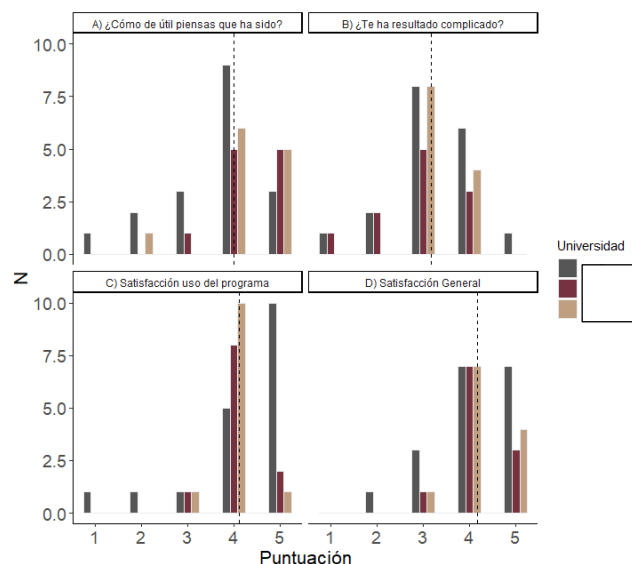 A) ¿Cómo de útil piensas que ha sido?
B) ¿Te ha resultado complicado?
10.0
7.5
5.0
2.5
0.0
Universidad
N
C) Satisfacción uso del programa
D) Satisfacción General
10.0
7.5
5.0
2.5
0.0
1 2 3 4 5
1 2 3 4 5
Puntuación